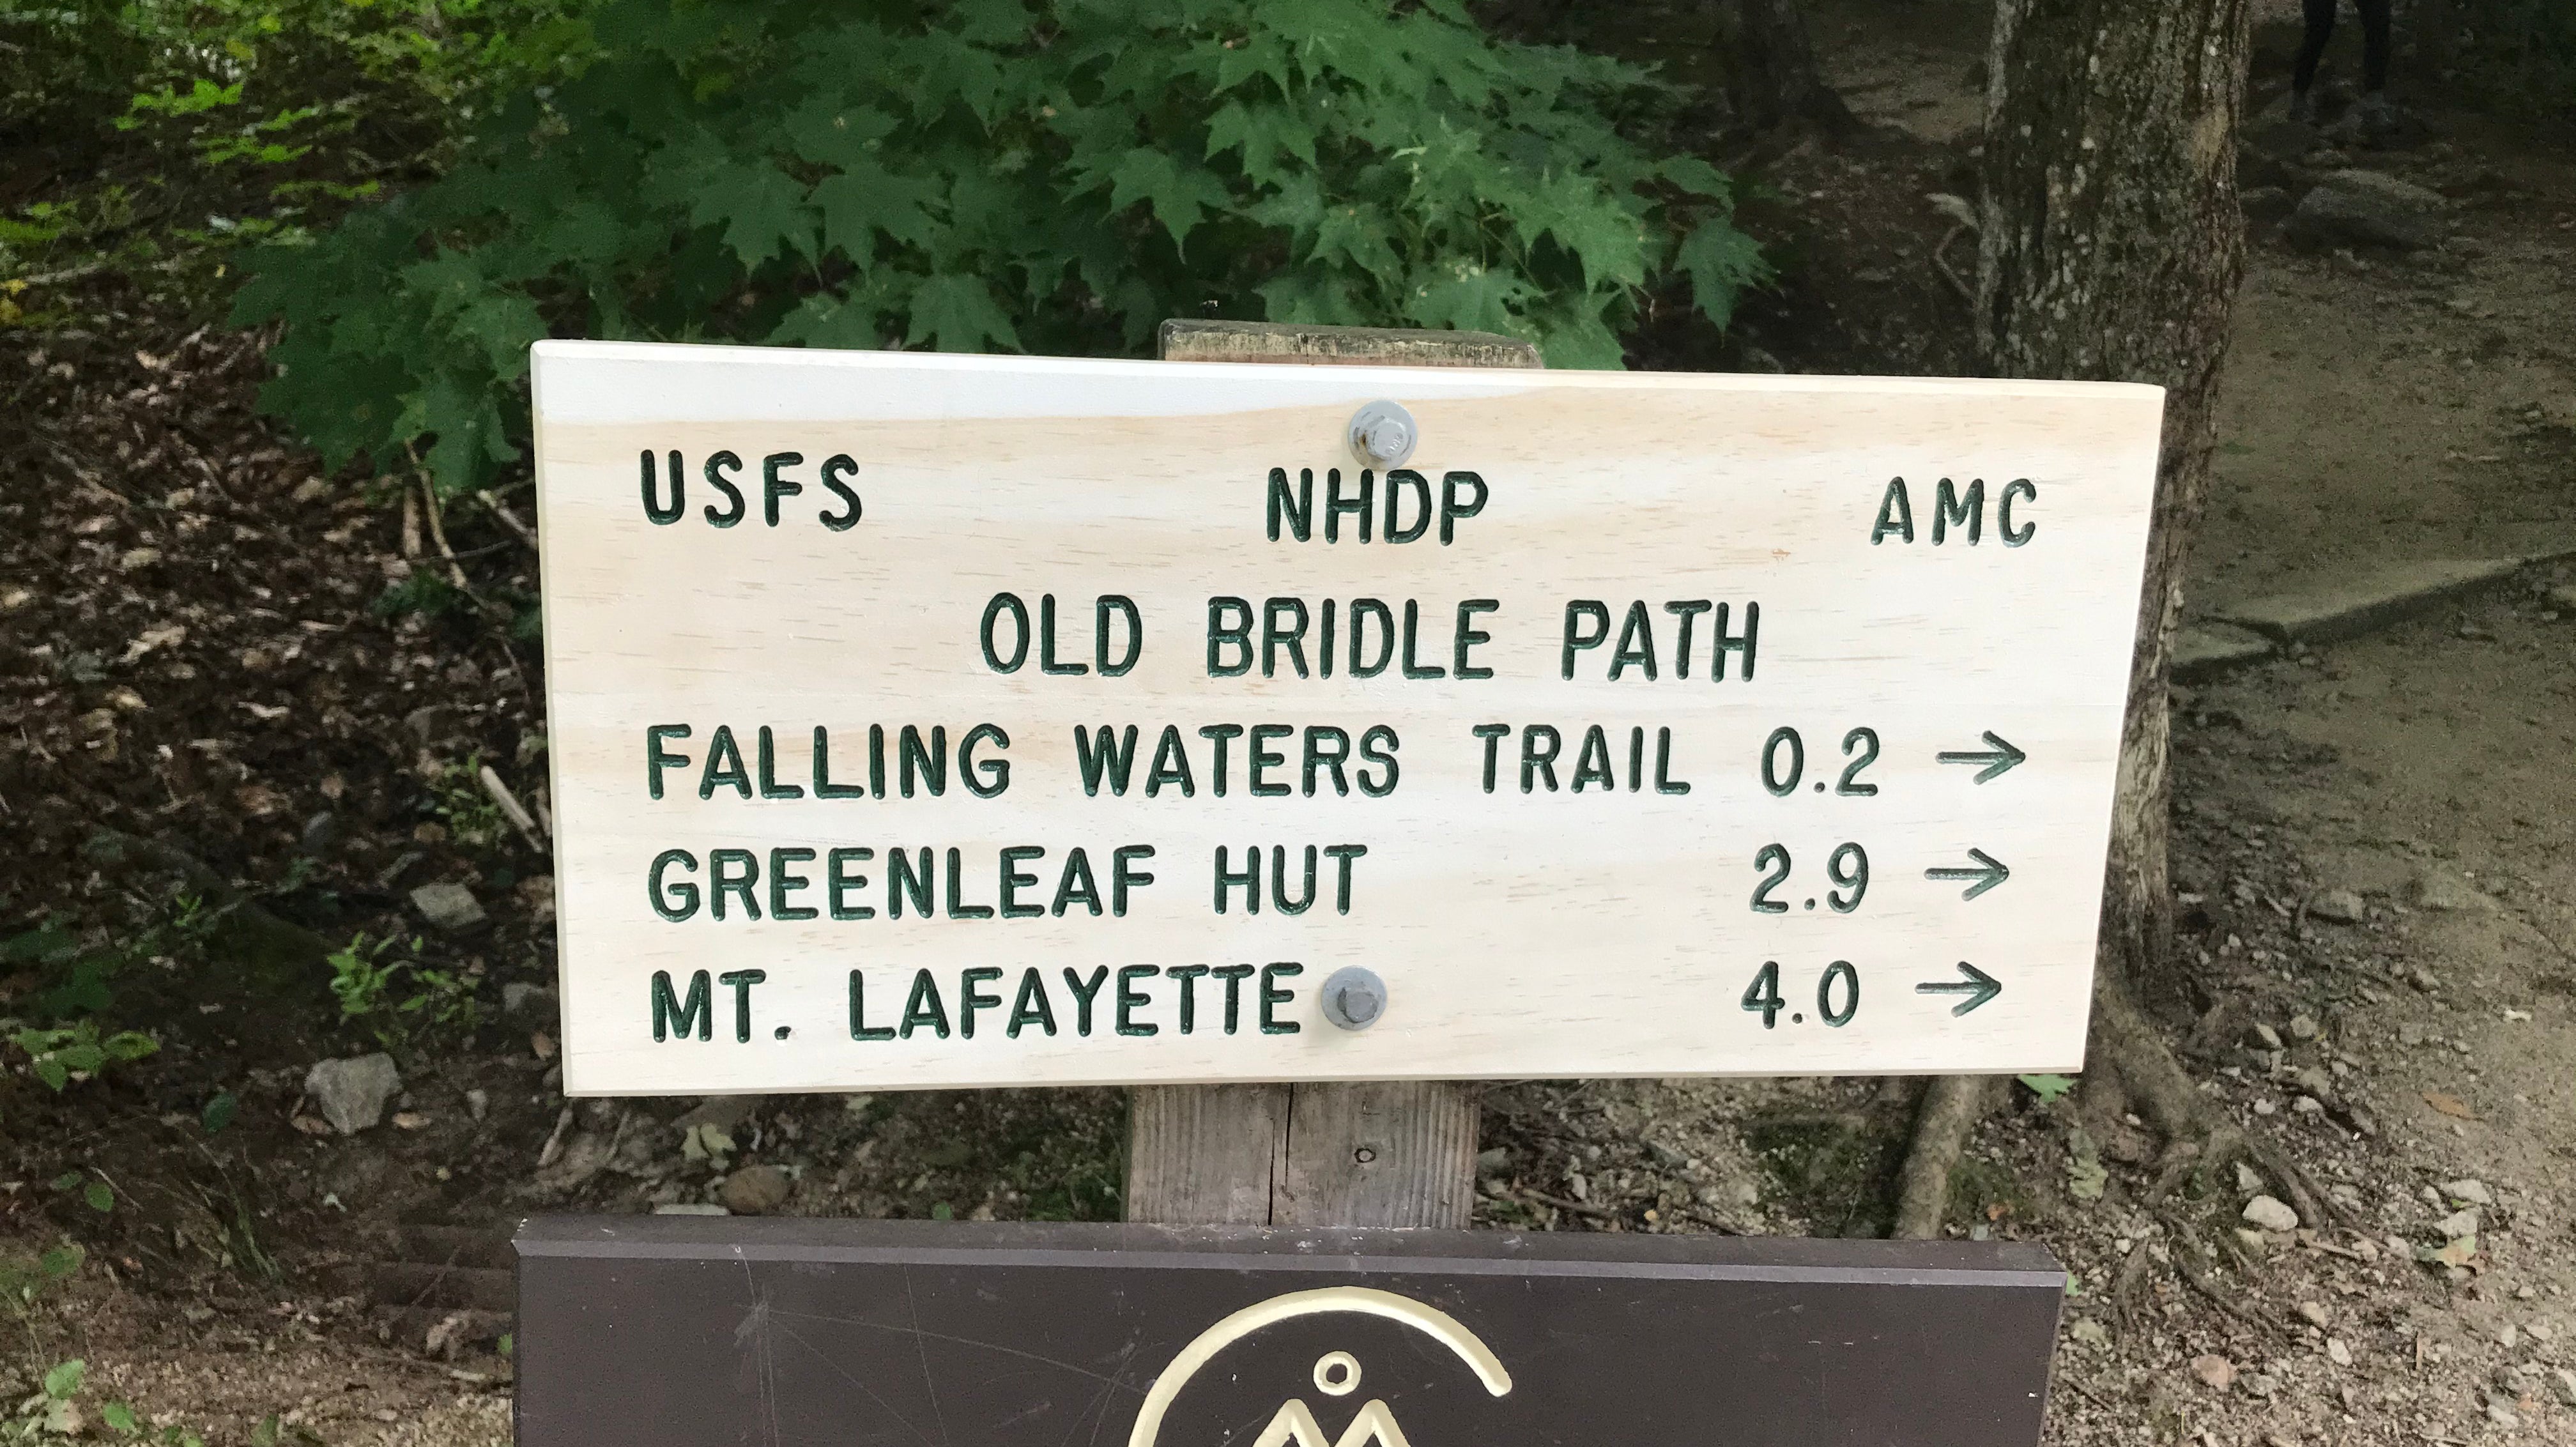 USFS NHDP AMC
OLD BRIDLE PATH
FALLING WATERS TRAIL 0.2 →
GREENLEAF HUT 2.9 →
MT. LAFAYETTE 4.0 →